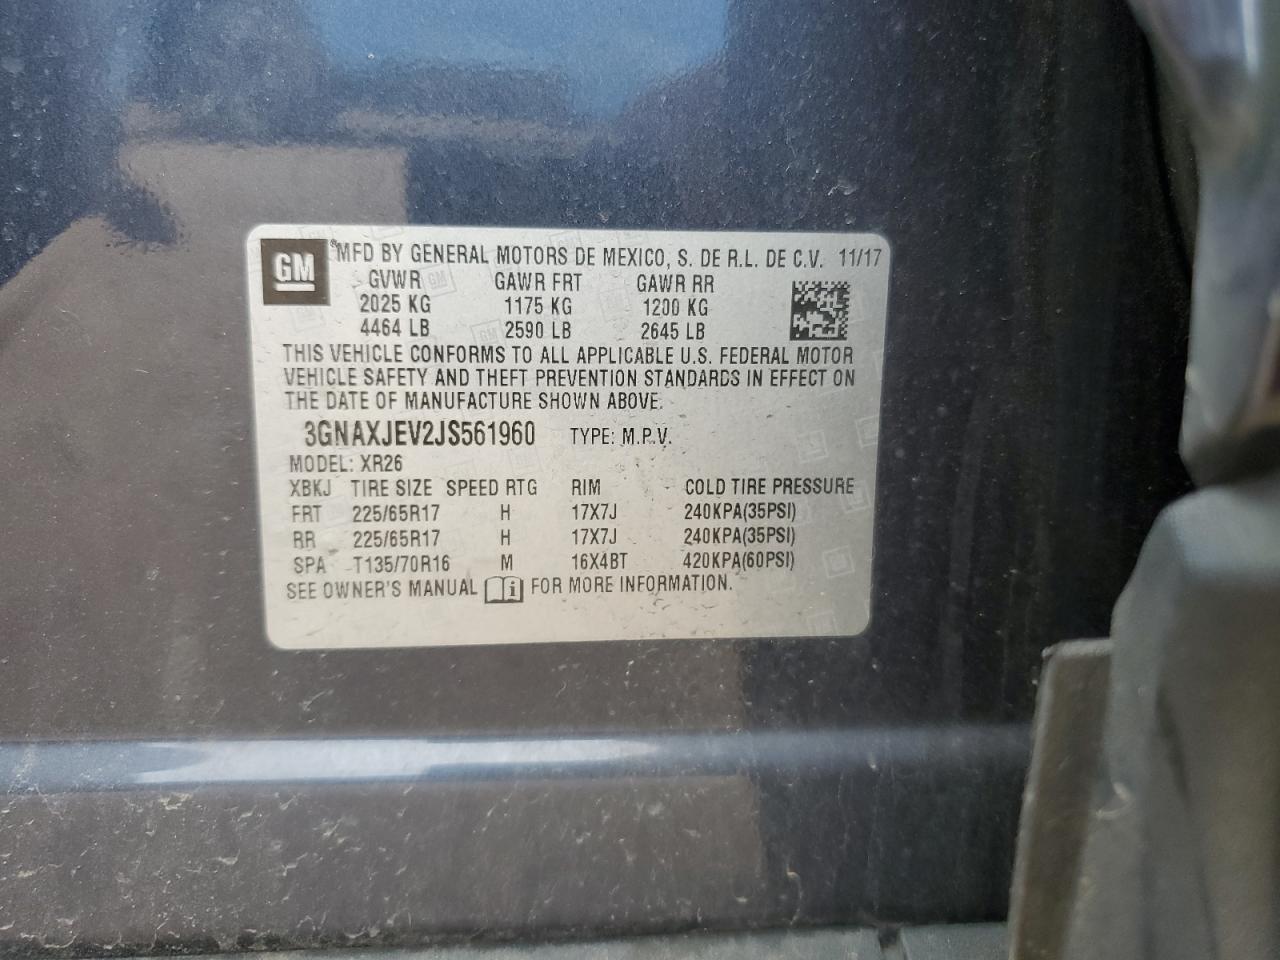 GM ®MFD BY GENERAL MOTORS DE MEXICO, S. DE R.L. DE C.V. 11/17
GVWR GAWR FRT GAWR RR
2025 KG 1175 KG 1200 KG
4464 LB 2590 LB 2645 LB
THIS VEHICLE CONFORMS TO ALL APPLICABLE U.S. FEDERAL MOTOR
VEHICLE SAFETY AND THEFT PREVENTION STANDARDS IN EFFECT ON
THE DATE OF MANUFACTURE SHOWN ABOVE.
3GNAXJEV2JS561960 TYPE: M.P.V.
MODEL: XR26
XBKJ TIRE SIZE SPEED RTG RIM COLD TIRE PRESSURE
FRT 225/65R17 H 17X7J 240KPA(35PSI)
RR 225/65R17 H 17X7J 240KPA(35PSI)
SPA T135/70R16 M 16X4BT 420KPA(60PSI)
SEE OWNER'S MANUAL i FOR MORE INFORMATION.